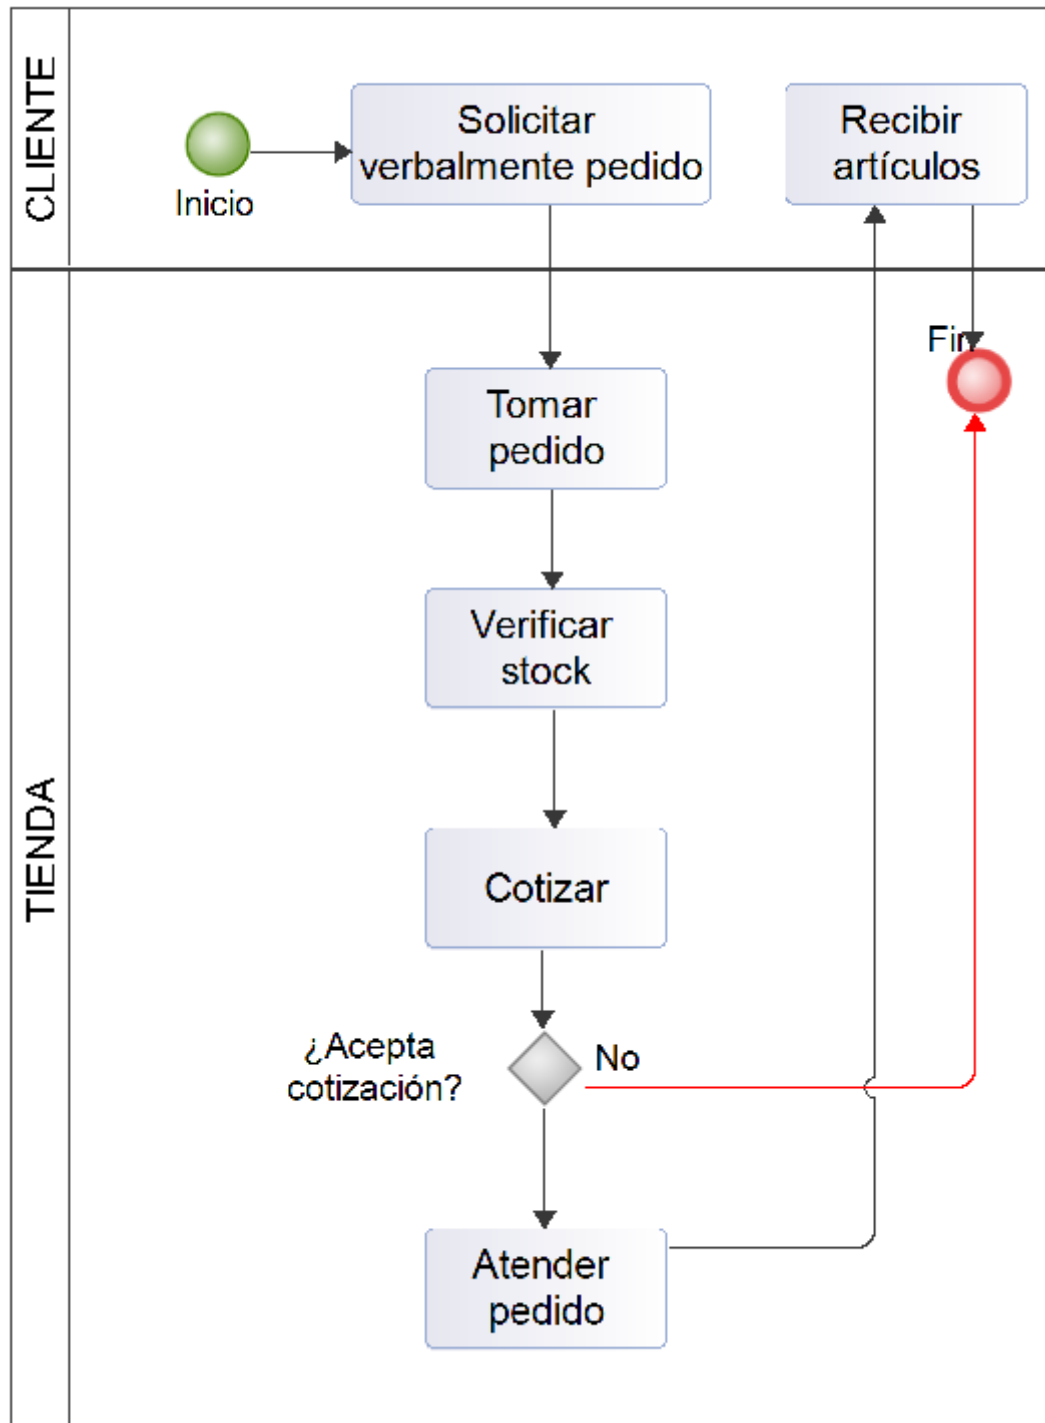 CLIENTE
Inicio
Solicitar
verbalmente pedido
Recibir
artículos
TIENDA
Fin
Tomar
pedido
Verificar
stock
Cotizar
¿Acepta
cotización?
No
Atender
pedido